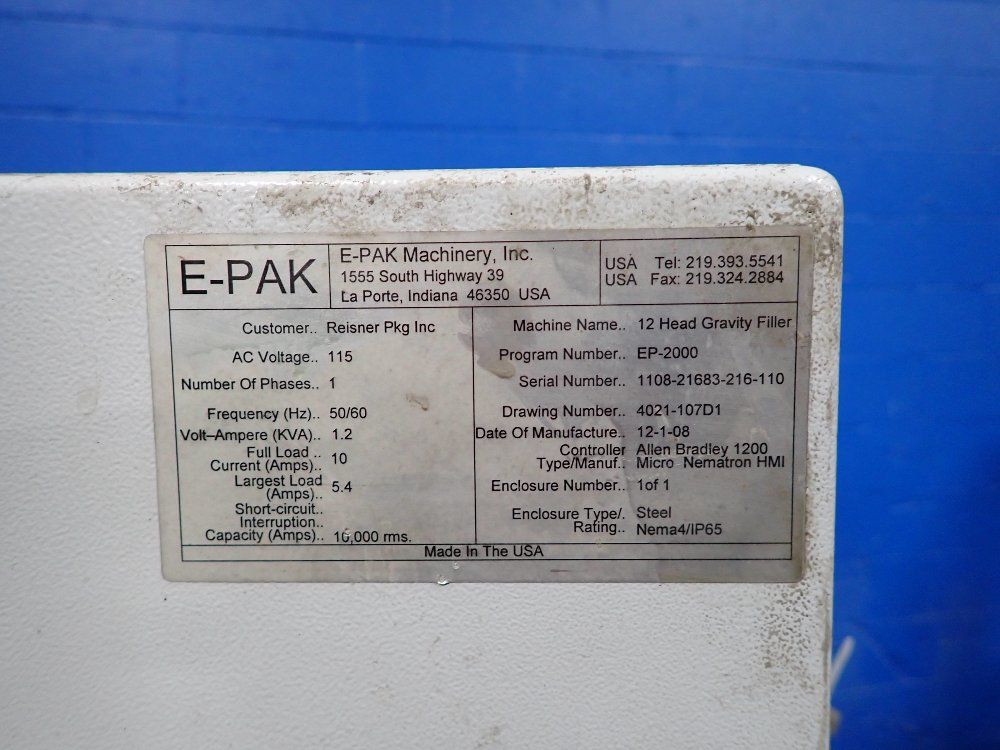 E-PAK
E-PAK Machinery, Inc.
1555 South Highway 39
La Porte, Indiana 46350 USA
USA Tel: 219.393.5541
USA Fax: 219.324.2884
Customer.. Reisner Pkg Inc
AC Voltage.. 115
Number Of Phases.. 1
Frequency (Hz).. 50/60
Volt–Ampere (KVA).. 1.2
Full Load ..
Current (Amps).. 10
Largest Load
(Amps).. 5.4
Short-circuit..
Interruption..
Capacity (Amps).. 10,000 rms.
Machine Name.. 12 Head Gravity Filler
Program Number.. EP-2000
Serial Number.. 1108-21683-216-110
Drawing Number.. 4021-107D1
Date Of Manufacture.. 12-1-08
Controller Allen Bradley 1200
Type/Manuf.. Micro Nematron HMI
Enclosure Number.. 1of 1
Enclosure Type/. Steel
Rating.. Nema4/IP65
Made In The USA